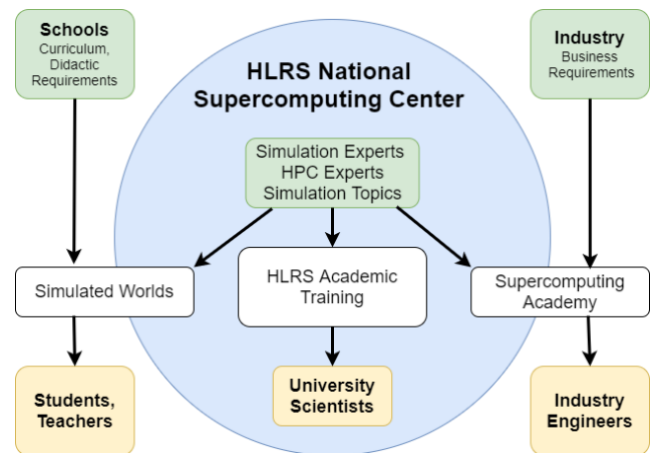 Schools
Curriculum,
Didactic
Requirements
HLRS National
Supercomputing Center
Industry
Business
Requirements
Simulation Experts
HPC Experts
Simulation Topics
Simulated Worlds
HLRS Academic
Training
Supercomputing
Academy
Students,
Teachers
University
Scientists
Industry
Engineers